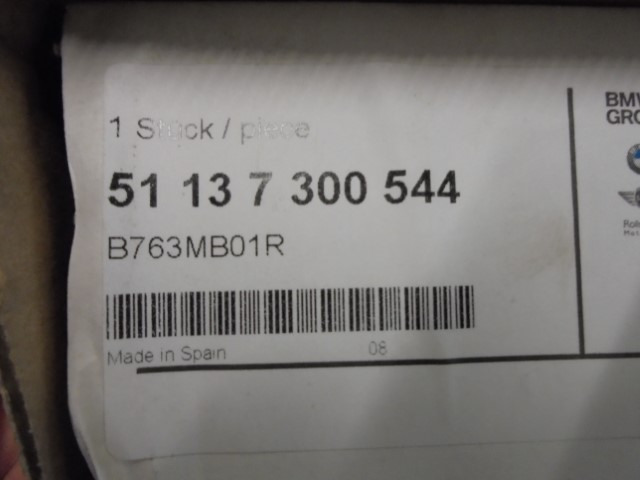 1 Stück / piece
51 13 7 300 544
B763MB01R
Made in Spain 08
BMW
GRO